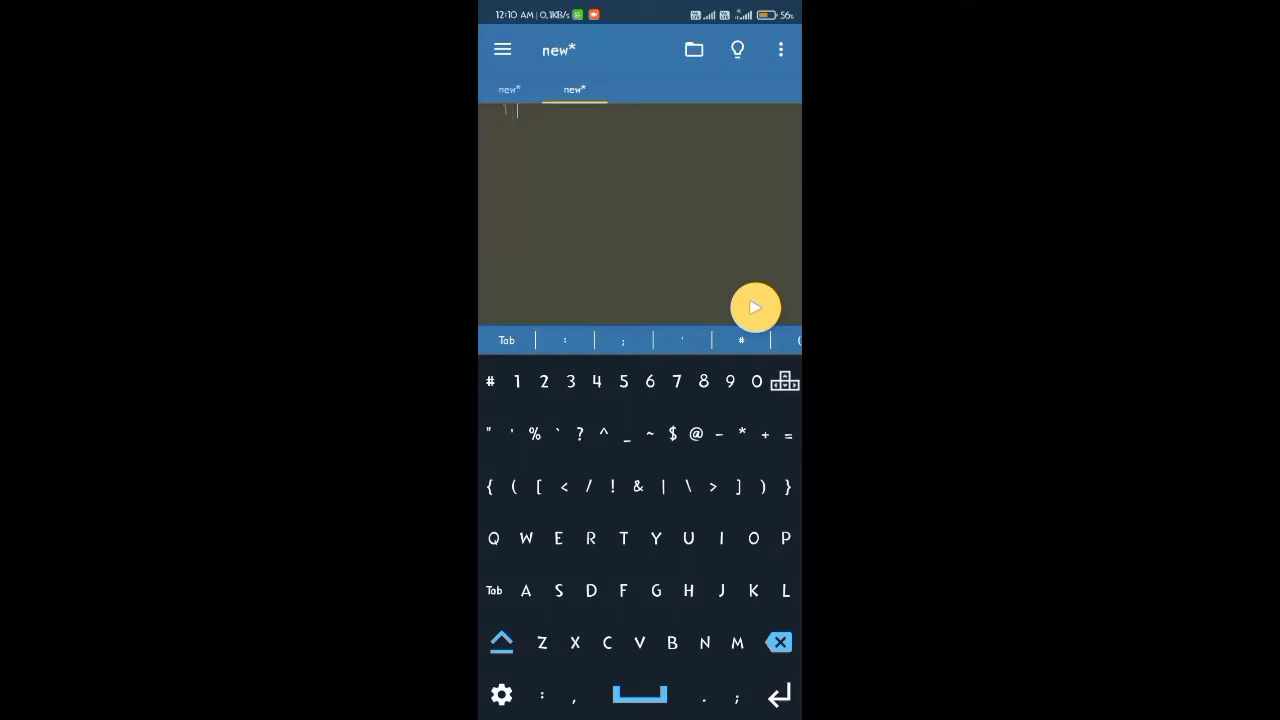 12:10 AM | 0,1KB/s 56%
new*
new* new*
1
Tab : ; ' # (
# 1 2 3 4 5 6 7 8 9 0
" ' % ` ? ^ _ ~ $ @ - * + =
{ ( [ < / ! & | \ > ] ) }
Q W E R T Y U I O P
Tab A S D F G H J K L
Z X C V B N M
: , . ;